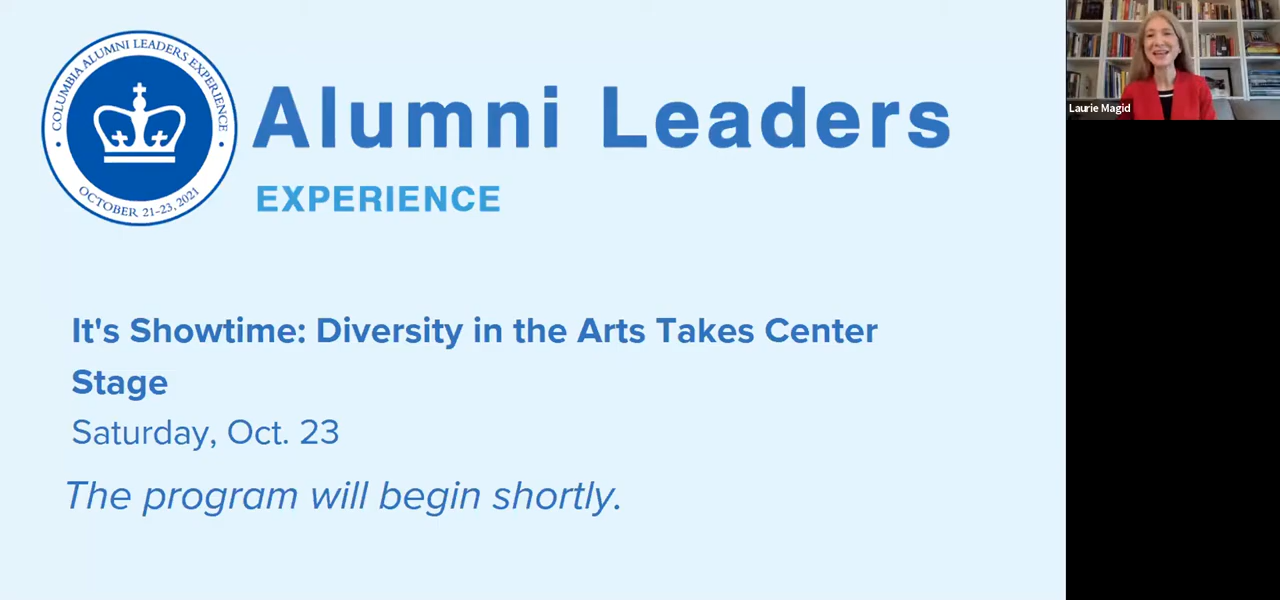 COLUMBIA ALUMNI LEADERS EXPERIENCE
OCTOBER 21-23, 2021
Alumni Leaders
EXPERIENCE
Laurie Magid
It's Showtime: Diversity in the Arts Takes Center
Stage
Saturday, Oct. 23
The program will begin shortly.